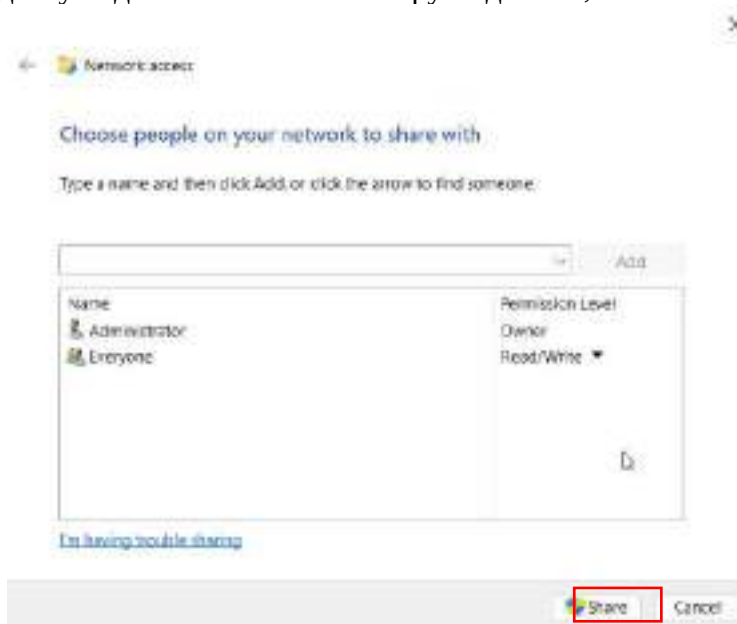 Network access
Choose people on your network to share with
Type a name and then click Add, or click the arrow to find someone.
Add
Name Permission Level
Administrator Owner
Everyone Read/Write
I'm having trouble sharing
Share Cancel